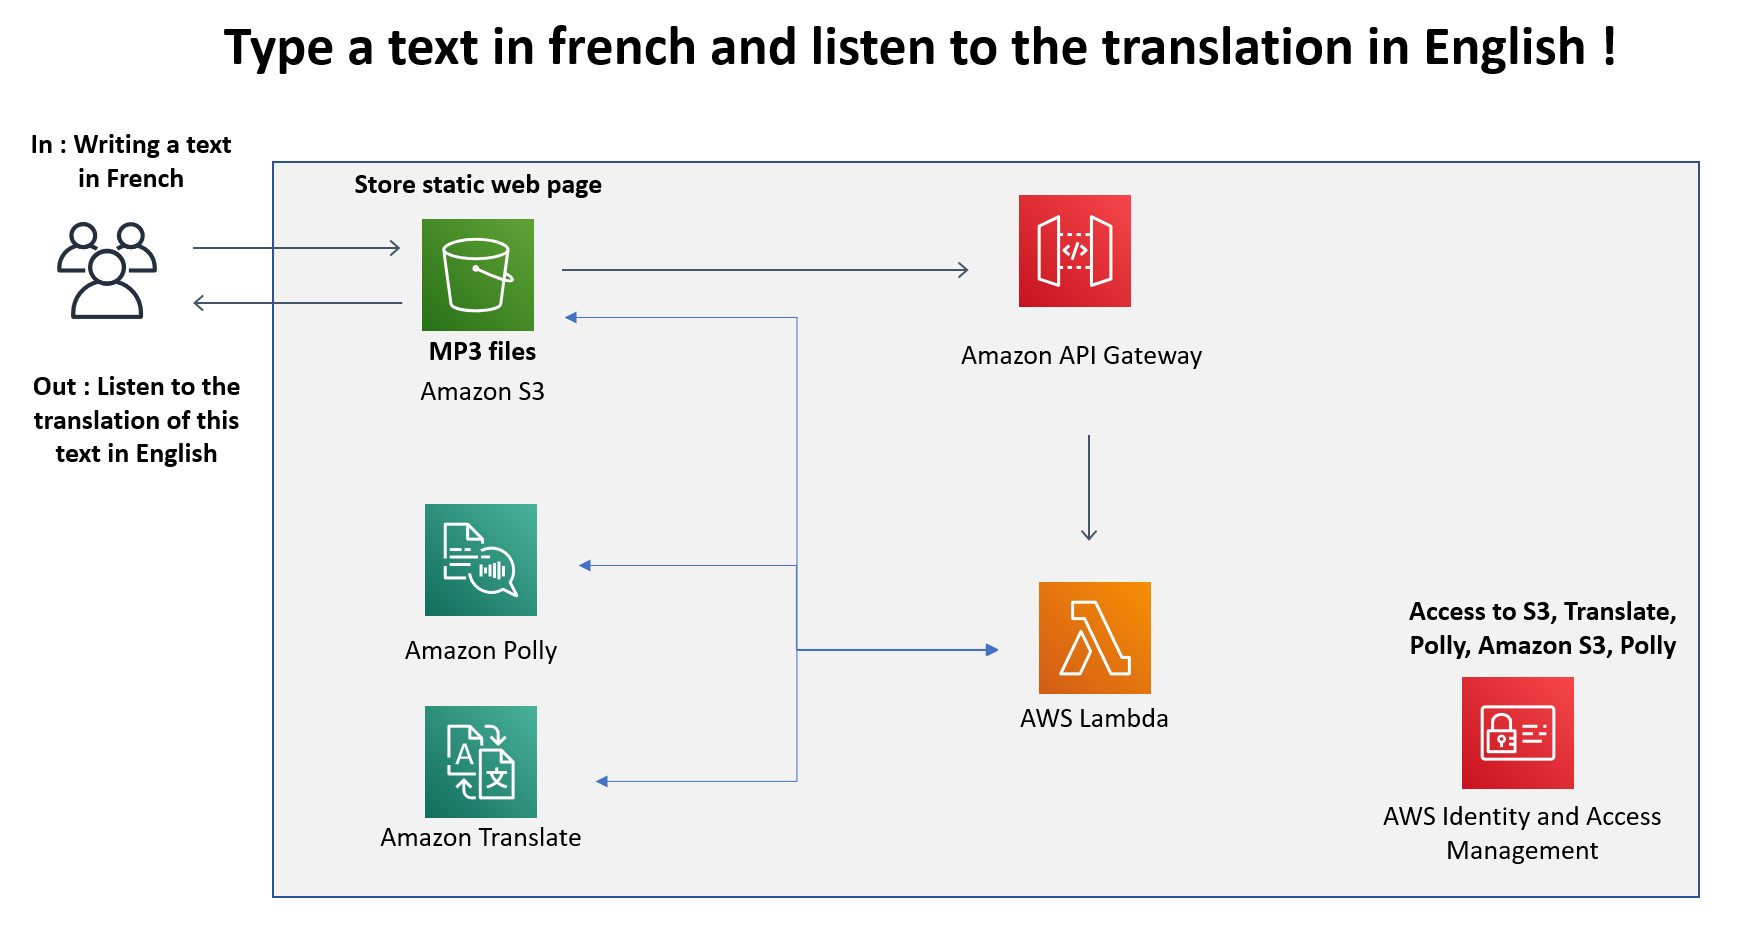 Type a text in french and listen to the translation in English !
In : Writing a text
in French
Store static web page
MP3 files
Amazon S3
Amazon API Gateway
Out : Listen to the
translation of this
text in English
Amazon Polly
AWS Lambda
Access to S3, Translate,
Polly, Amazon S3, Polly
A
文
Amazon Translate
AWS Identity and Access
Management